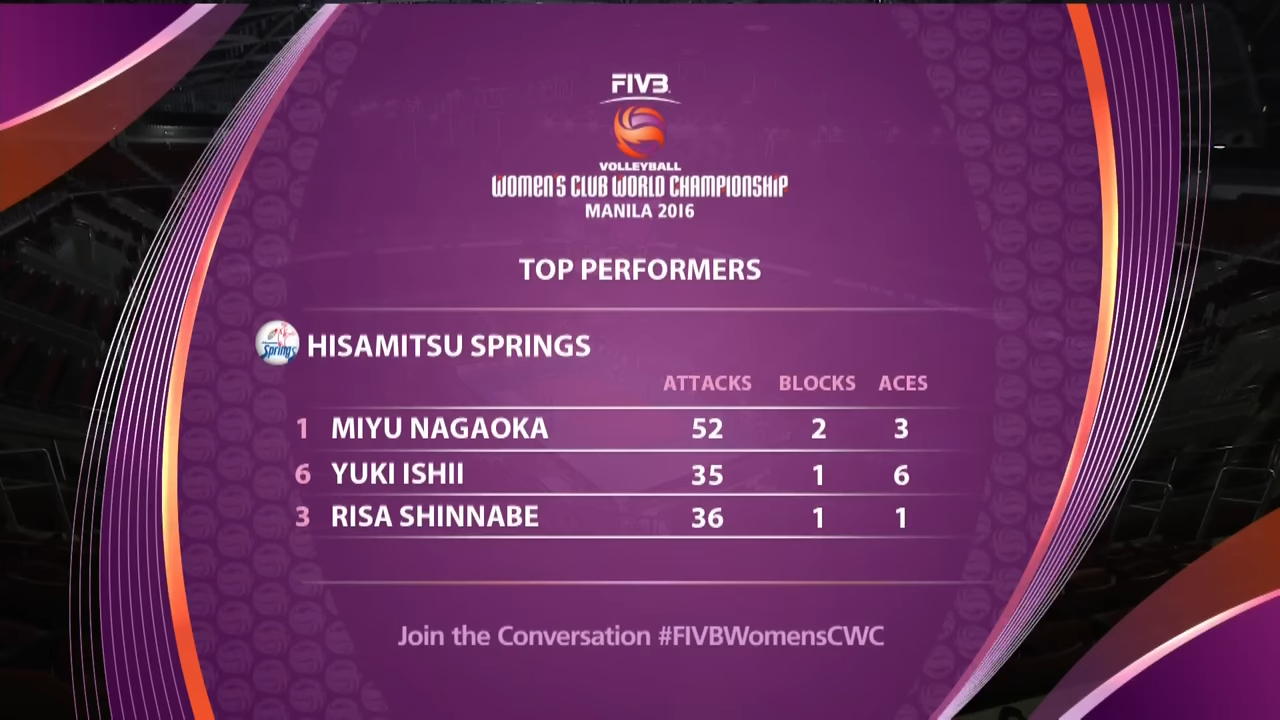 FIVB
VOLLEYBALL
WOMEN'S CLUB WORLD CHAMPIONSHIP
MANILA 2016
TOP PERFORMERS
Springs HISAMITSU SPRINGS
ATTACKS BLOCKS ACES
1 MIYU NAGAOKA 52 2 3
6 YUKI ISHII 35 1 6
3 RISA SHINNABE 36 1 1
Join the Conversation #FIVBWomensCWC